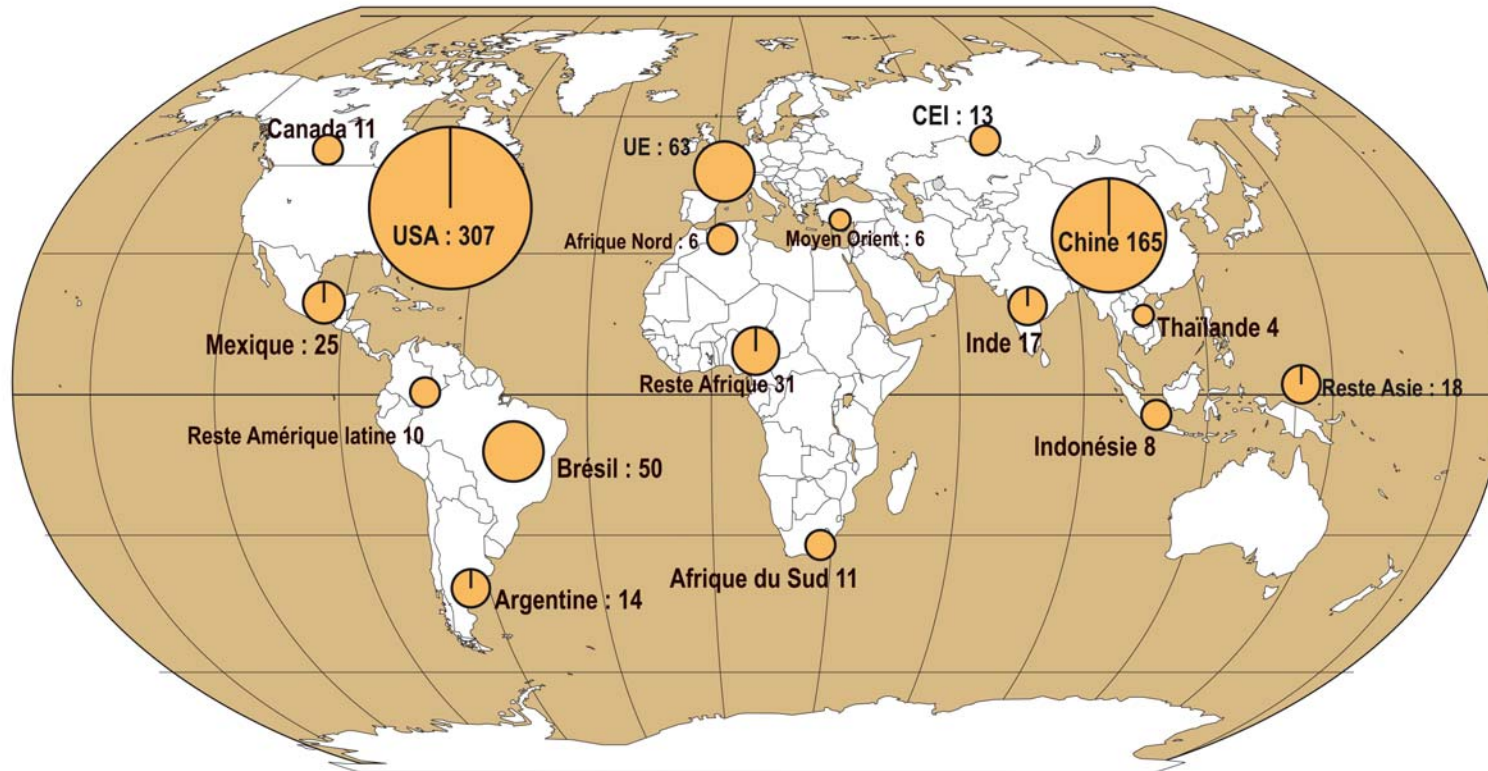 CEI : 13
Canada 11
UE : 63
USA : 307
Afrique Nord : 6
Moyen Orient : 6
Chine 165
Mexique : 25
Inde 17
Thaïlande 4
Reste Afrique 31
Reste Asie : 18
Reste Amérique latine 10
Indonésie 8
Brésil : 50
Afrique du Sud 11
Argentine : 14